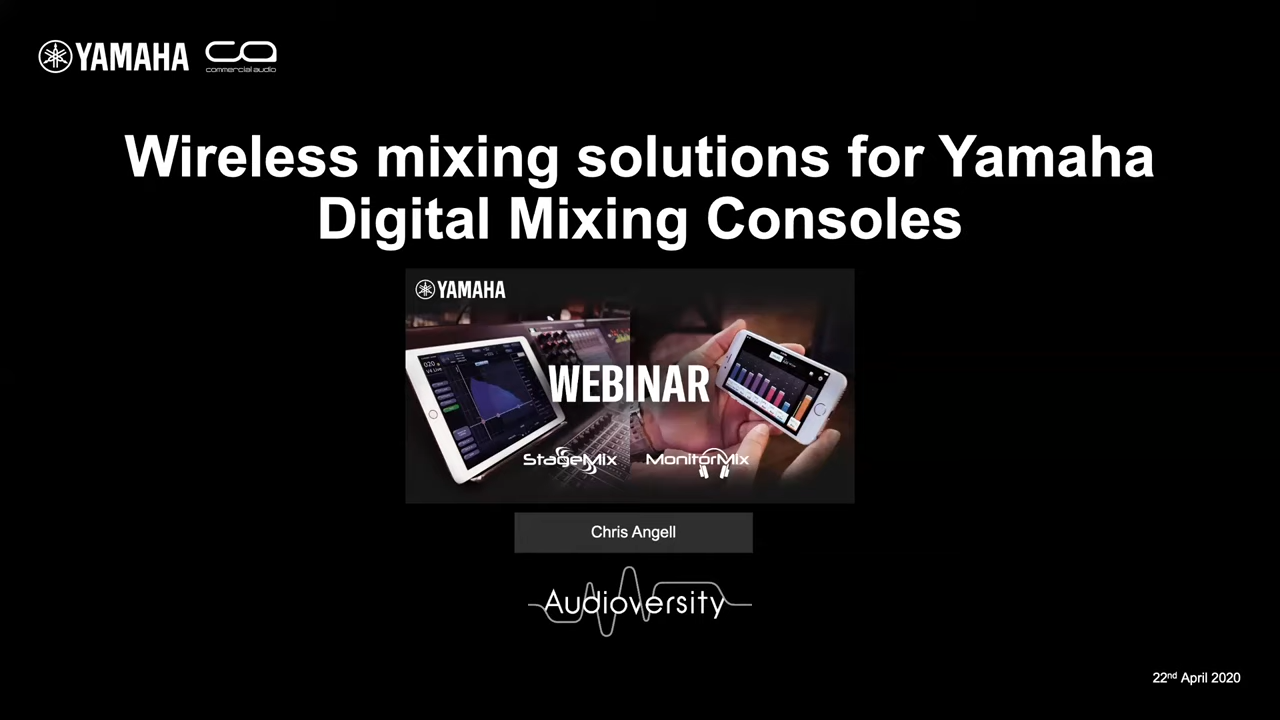 YAMAHA
commercial audio
Wireless mixing solutions for Yamaha
Digital Mixing Consoles
YAMAHA
WEBINAR
StageMix MonitorMix
Chris Angell
Audioversity
22nd April 2020